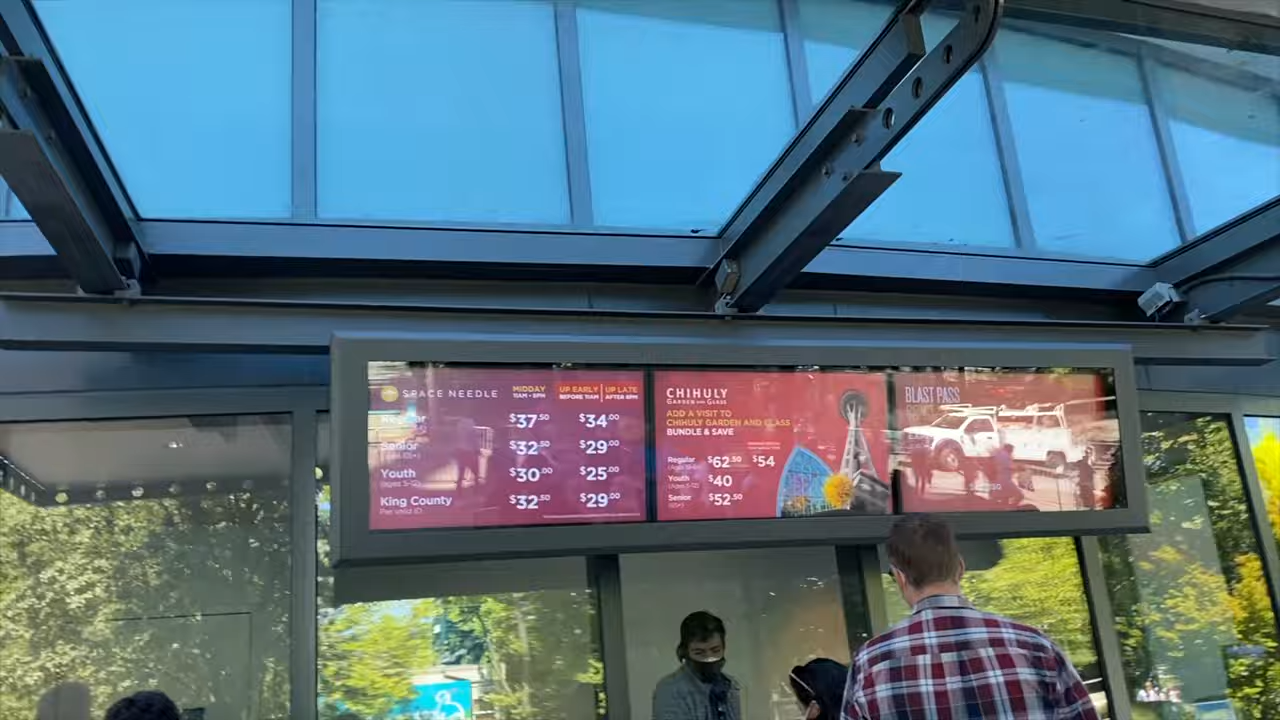 SPACE NEEDLE
MIDDAY
11AM - 8PM
UP EARLY
BEFORE 11AM
UP LATE
AFTER 8PM
$37.50 $34.00
Senior $32.50 $29.00
Youth $30.00 $25.00
(ages 5-12)
King County $32.50 $29.00
Per valid ID
CHIHULY
GARDEN AND GLASS
ADD A VISIT TO
CHIHULY GARDEN AND GLASS
BUNDLE & SAVE
Regular $62.50 $54
Youth $40
Senior $52.50
(65+)
BLAST PASS